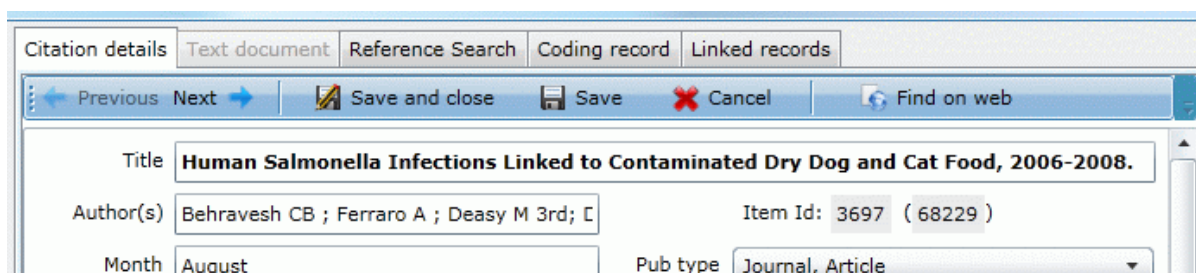 Citation details Text document Reference Search Coding record Linked records
Previous Next Save and close Save Cancel Find on web
Title Human Salmonella Infections Linked to Contaminated Dry Dog and Cat Food, 2006-2008.
Author(s) Behravesh CB ; Ferraro A ; Deasy M 3rd; Item Id: 3697 ( 68229 )
Month August Pub type Journal, Article